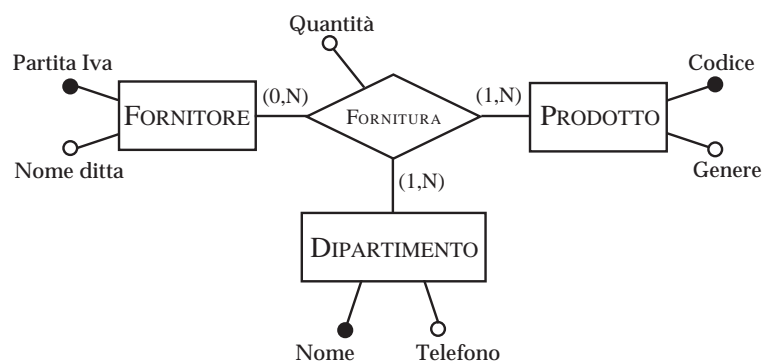 Quantità
Partita Iva
Codice
(0,N)
(1,N)
FORNITORE
FORNITURA
PRODOTTO
Nome ditta
Genere
(1,N)
DIPARTIMENTO
Nome
Telefono